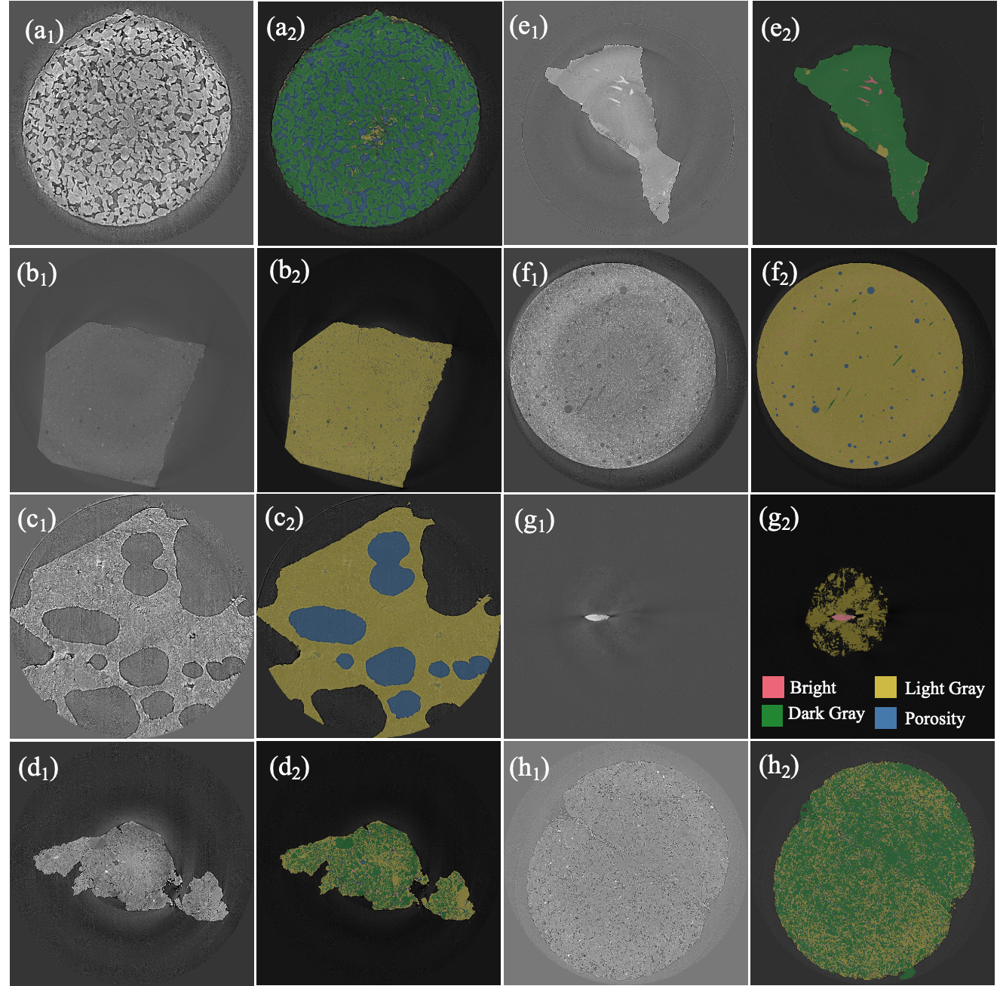 (a₁) (a₂) (e₁) (e₂)
(b₁) (b₂) (f₁) (f₂)
(c₁) (c₂) (g₁) (g₂)
Bright Light Gray
Dark Gray Porosity
(d₁) (d₂) (h₁) (h₂)